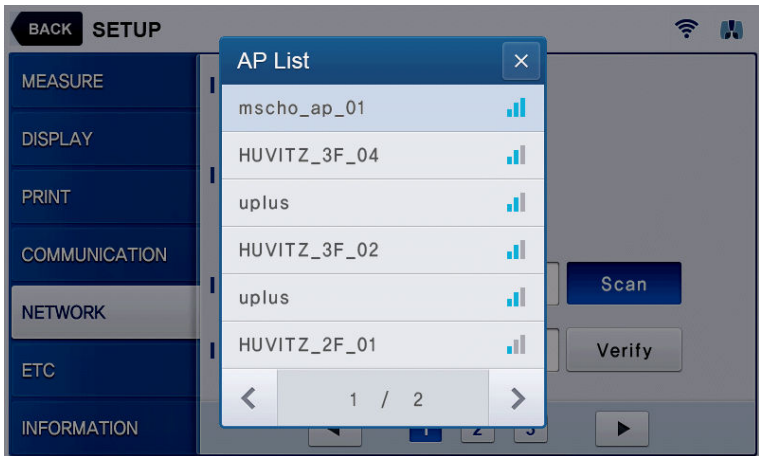 BACK SETUP
MEASURE
DISPLAY
PRINT
COMMUNICATION
NETWORK
ETC
INFORMATION
AP List
mscho_ap_01
HUVITZ_3F_04
uplus
HUVITZ_3F_02
uplus
HUVITZ_2F_01
1 / 2
Scan
Verify
1 2 3